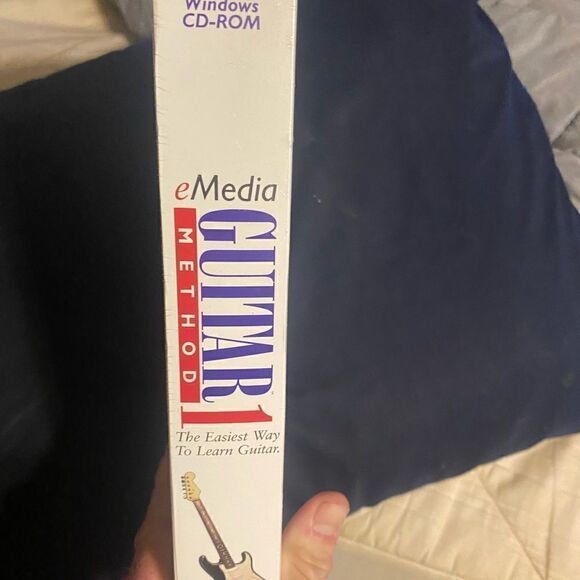 Windows
CD-ROM
eMedia
GUITAR
METHOD
1
The Easiest Way
To Learn Guitar.